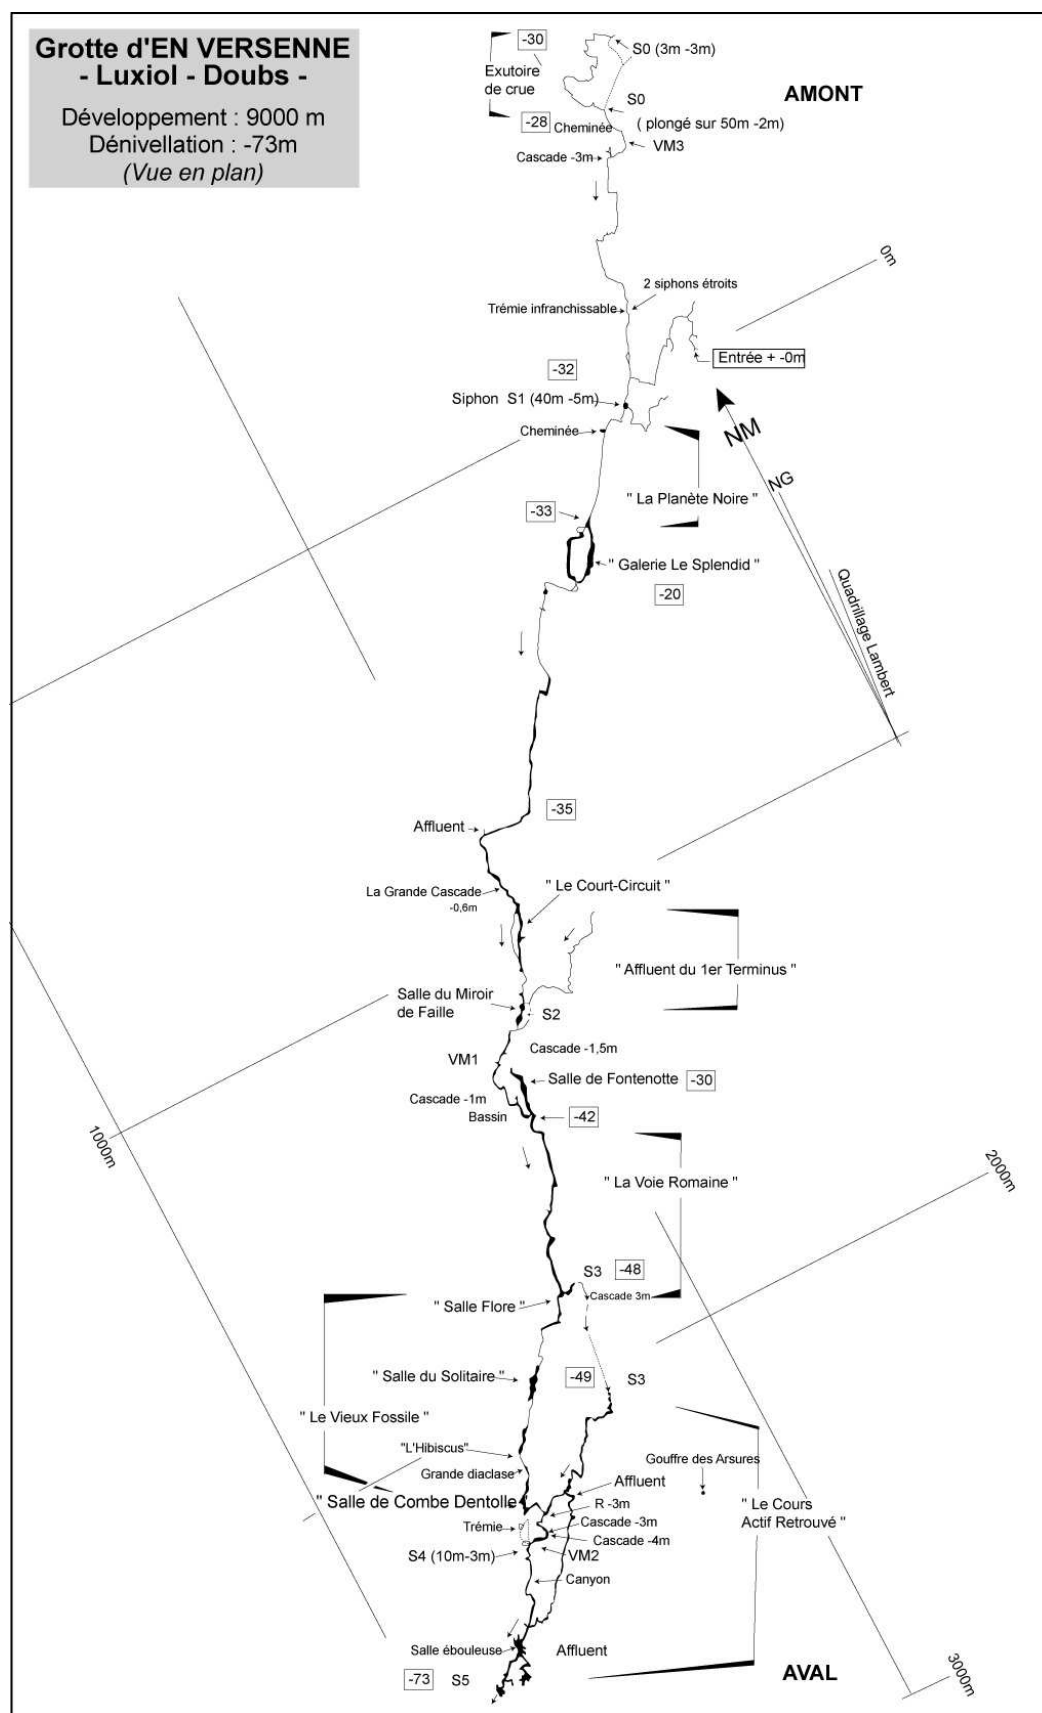 Grotte d'EN VERSENNE
- Luxiol - Doubs -
Développement : 9000 m
Dénivellation : -73m
(Vue en plan)
-30
S0 (3m -3m)
Exutoire
de crue
AMONT
S0
-28
Cheminée
( plongé sur 50m -2m)
VM3
Cascade -3m
0m
2 siphons étroits
Trémie infranchissable
Entrée + -0m
-32
Siphon S1 (40m -5m)
Cheminée
NM
NG
" La Planète Noire "
-33
" Galerie Le Splendid "
-20
Quadrillage Lambert
-35
Affluent
La Grande Cascade
-0,6m
" Le Court-Circuit "
" Affluent du 1er Terminus "
Salle du Miroir
de Faille
S2
Cascade -1,5m
VM1
Salle de Fontenotte
-30
Cascade -1m
Bassin
-42
1000m
2000m
" La Voie Romaine "
S3
-48
Cascade 3m
" Salle Flore "
" Salle du Solitaire "
-49
S3
" Le Vieux Fossile "
"L'Hibiscus"
Grande diaclase
Gouffre des Arsures
Affluent
" Salle de Combe Dentolle "
R -3m
" Le Cours
Actif Retrouvé "
Trémie
Cascade -3m
Cascade -4m
S4 (10m-3m)
VM2
Canyon
Salle ébouleuse
Affluent
-73
S5
AVAL
3000m